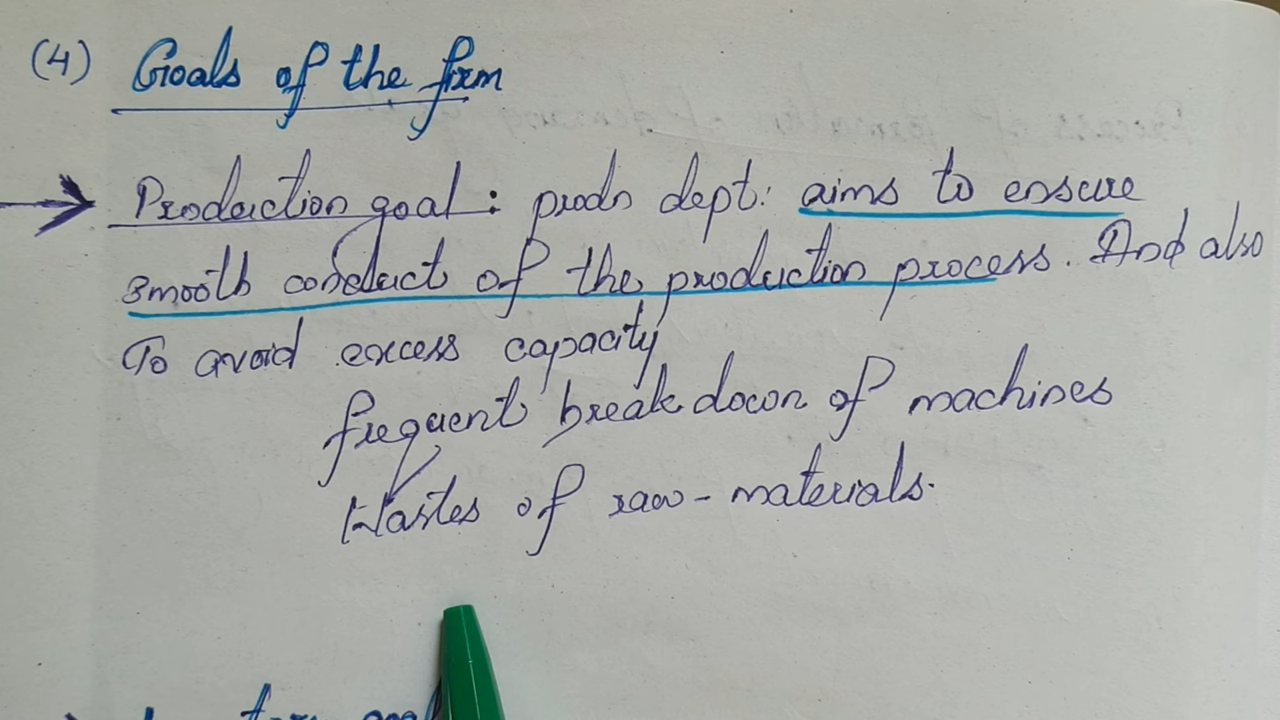 (4) Goals of the firm
Production goal : prodn dept: aims to ensure
smooth conduct of the production process. And also
To avoid excess capacity
frequent break down of machines
Wastes of raw-materials.
goal